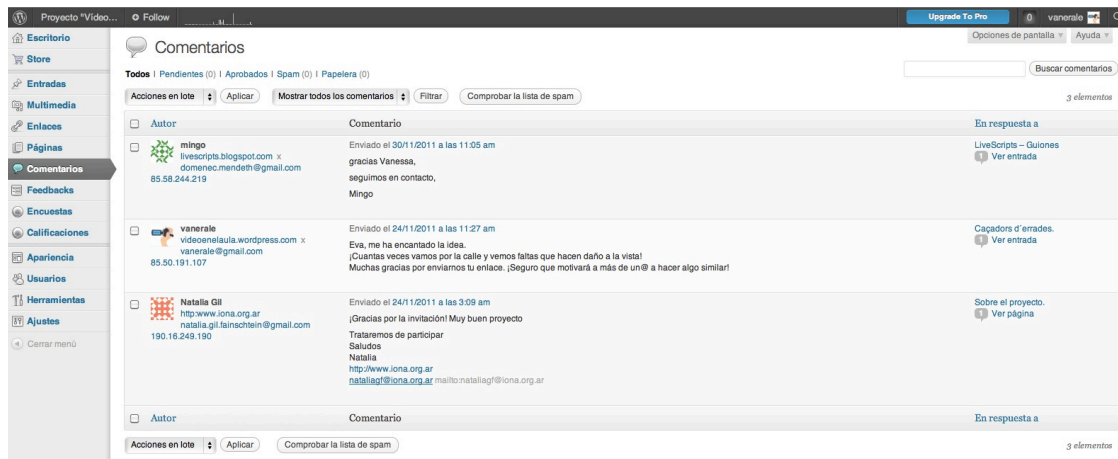 Proyecto "Video... Follow Upgrade To Pro 0 vanerale
Escritorio
Store
Entradas
Multimedia
Enlaces
Páginas
Comentarios
Feedbacks
Encuestas
Calificaciones
Apariencia
Usuarios
Herramientas
Ajustes
Cerrar menú
Opciones de pantalla Ayuda
Comentarios
Todos | Pendientes (0) | Aprobados | Spam (0) | Papelera (0)
Buscar comentarios
Acciones en lote Aplicar Mostrar todos los comentarios Filtrar Comprobar la lista de spam 3 elementos
Autor Comentario En respuesta a
mingo
livescripts.blogspot.com x
domenec.mendeth@gmail.com
85.58.244.219
Enviado el 30/11/2011 a las 11:05 am
gracias Vanessa,
seguimos en contacto,
Mingo
LiveScripts – Guiones
1 Ver entrada
vanerale
videoenelaula.wordpress.com x
vanerale@gmail.com
85.50.191.107
Enviado el 24/11/2011 a las 11:27 am
Eva, me ha encantado la idea.
¡Cuantas veces vamos por la calle y vemos faltas que hacen daño a la vista!
Muchas gracias por enviarnos tu enlace. ¡Seguro que motivará a más de un@ a hacer algo similar!
Caçadors d´errades.
1 Ver entrada
Natalia Gil
http:www.iona.org.ar
natalia.gil.fainschtein@gmail.com
190.16.249.190
Enviado el 24/11/2011 a las 3:09 am
¡Gracias por la invitación! Muy buen proyecto
Trataremos de participar
Saludos
Natalia
http://www.iona.org.ar
nataliagf@iona.org.ar mailto:nataliagf@iona.org.ar
Sobre el proyecto.
1 Ver página
Autor Comentario En respuesta a
Acciones en lote Aplicar Comprobar la lista de spam 3 elementos